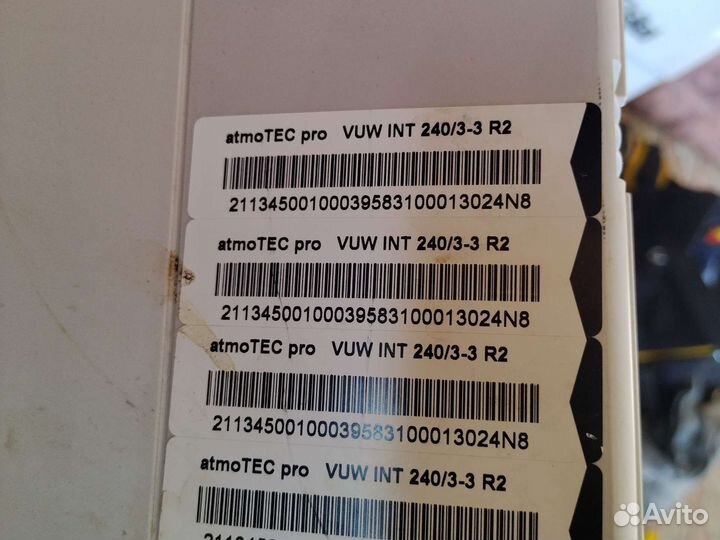 atmoTEC pro VUW INT 240/3-3 R2
21134500100039583100013024N8
atmoTEC pro VUW INT 240/3-3 R2
21134500100039583100013024N8
atmoTEC pro VUW INT 240/3-3 R2
21134500100039583100013024N8
atmoTEC pro VUW INT 240/3-3 R2
Avito